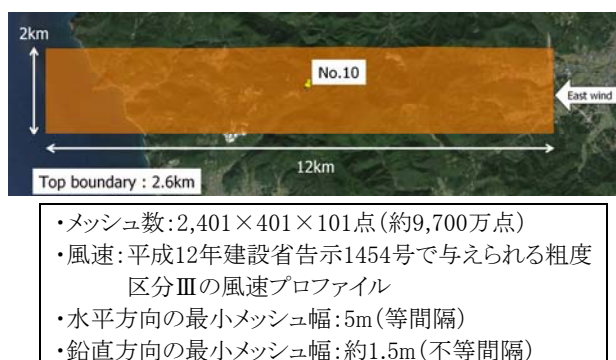 2km
No.10
East wind
12km
Top boundary : 2.6km
・メッシュ数:2,401×401×101点(約9,700万点)
・風速:平成12年建設省告示1454号で与えられる粗度
区分Ⅲの風速プロファイル
・水平方向の最小メッシュ幅:5m(等間隔)
・鉛直方向の最小メッシュ幅:約1.5m(不等間隔)